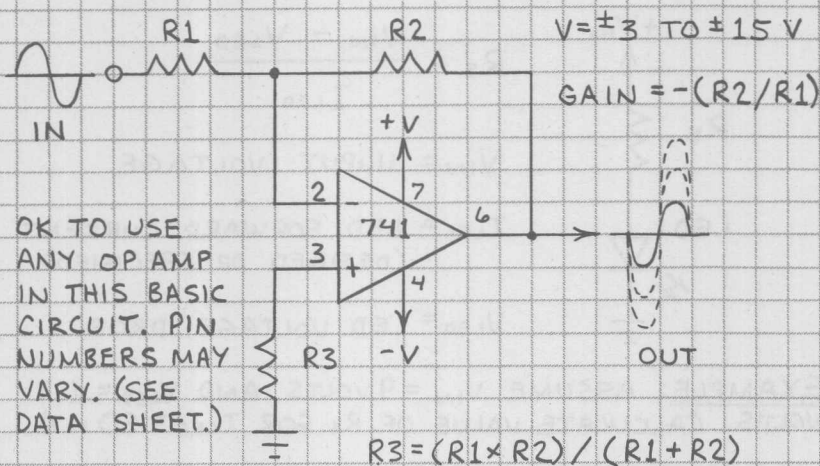 R1
R2
V = ±3 TO ±15 V
GAIN = -(R2/R1)
IN
+V
2
-
7
741
6
3
+
4
-V
OK TO USE
ANY OP AMP
IN THIS BASIC
CIRCUIT. PIN
NUMBERS MAY
VARY. (SEE
DATA SHEET.)
R3
OUT
R3 = (R1 × R2) / (R1 + R2)